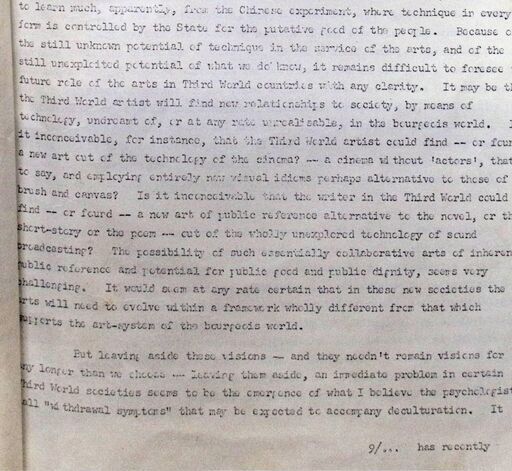 to learn much, apparently, from the Chinese experiment, where technique in every
form is controlled by the State for the putative good of the people. Because o
the still unknown potential of technique in the service of the arts, and of the
still unexploited potential of what we do know, it remains difficult to foresee
future role of the arts in Third World countries with any clarity. It may be th
the Third World artist will find new relationships to society, by means of
technology, undreamt of, or at any rate unrealisable, in the bourgeois world. I
it inconceivable, for instance, that the Third World artist could find -- or foun
a new art out of the technology of the cinema? -- a cinema without 'actors', that
to say, and employing entirely new visual idioms perhaps alternative to those of
brush and canvas? Is it inconceivable that the writer in the Third World could
find -- or found -- a new art of public reference alternative to the novel, or th
short-story or the poem -- out of the wholly unexplored technology of sound
broadcasting? The possibility of such essentially collaborative arts of inheren
public reference and potential for public good and public dignity, seems very
challenging. It would seem at any rate certain that in these new societies the
arts will need to evolve within a framework wholly different from that which
supports the art-system of the bourgeois world.
But leaving aside these visions -- and they needn't remain visions for
any longer than we choose -- leaving them aside, an immediate problem in certain
Third World societies seems to be the emergence of what I believe the psychologist
call "withdrawal symptoms" that may be expected to accompany deculturation. It
9/... has recently